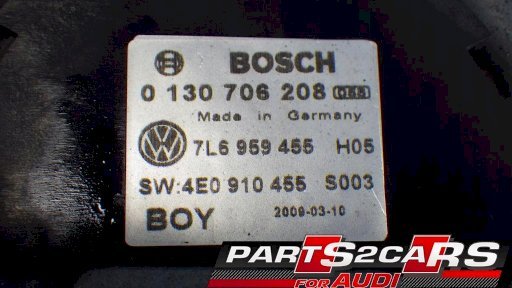 BOSCH
0 130 706 208
Made in Germany
7L6 959 455 H05
SW:4E0 910 455 S003
BOY 2009-03-10
PARTS2CARS
FOR AUDI